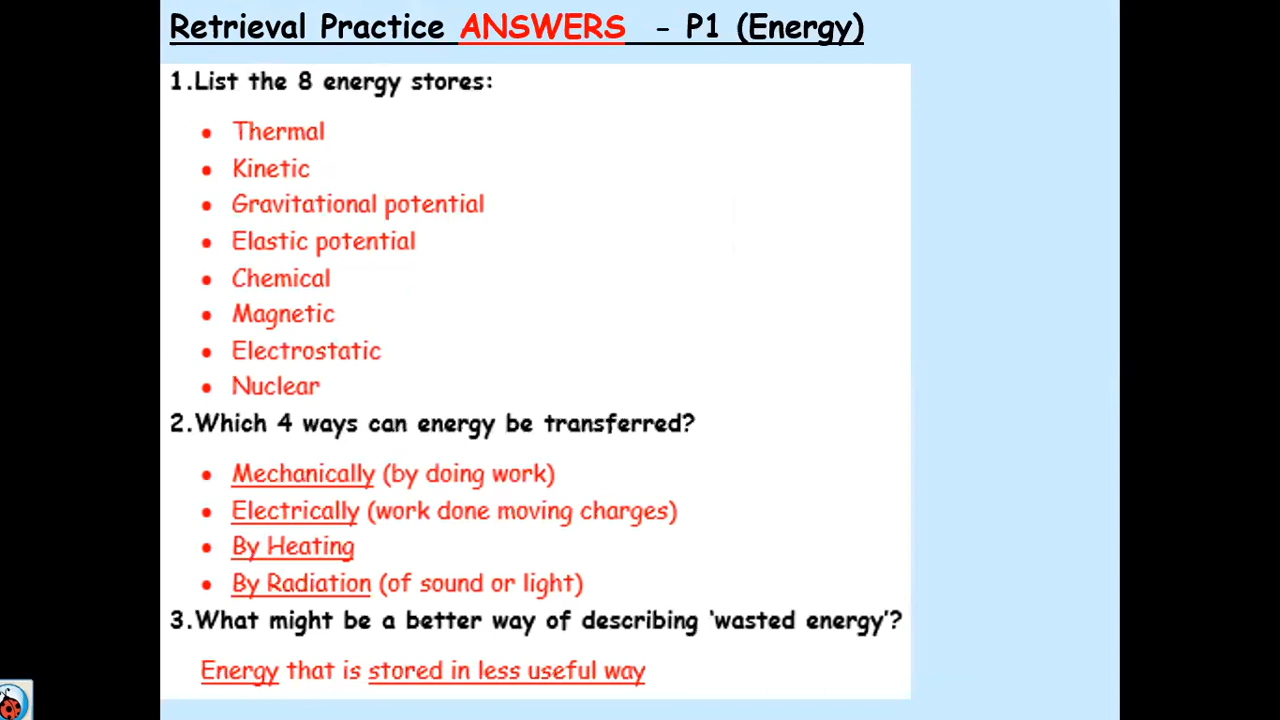 Retrieval Practice ANSWERS - P1 (Energy)
1.List the 8 energy stores:
• Thermal
• Kinetic
• Gravitational potential
• Elastic potential
• Chemical
• Magnetic
• Electrostatic
• Nuclear
2.Which 4 ways can energy be transferred?
• Mechanically (by doing work)
• Electrically (work done moving charges)
• By Heating
• By Radiation (of sound or light)
3.What might be a better way of describing ‘wasted energy’?
Energy that is stored in less useful way